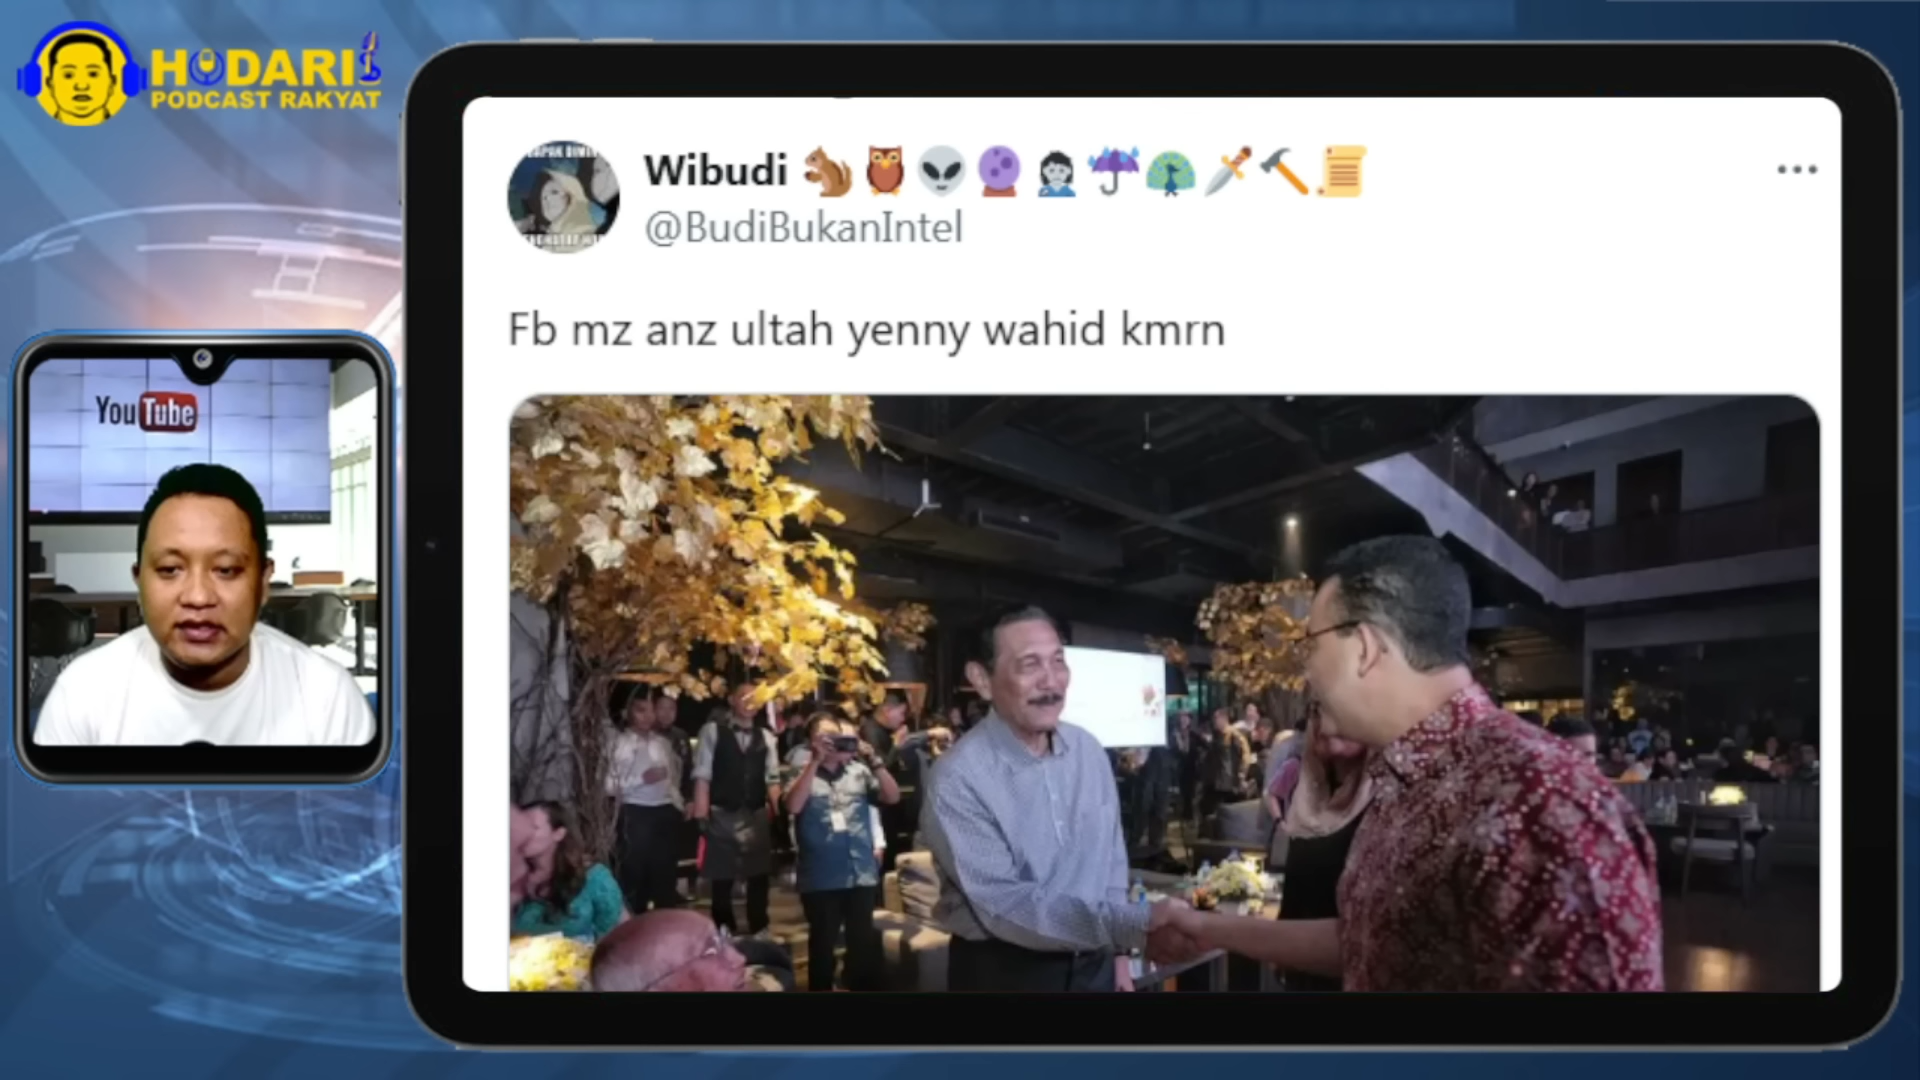 HODARI
PODCAST RAKYAT
YouTube
Wibudi 🐿️🦉👽🔮🙍🏻☔🦚🗡️🔨📜
@BudiBukanIntel
Fb mz anz ultah yenny wahid kmrn